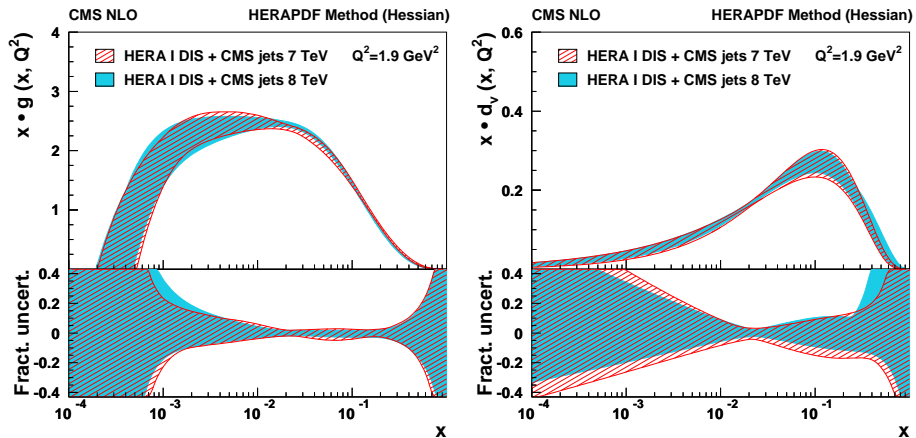 CMS NLO HERAPDF Method (Hessian)
x • g (x, Q²)
4
3
2
1
HERA I DIS + CMS jets 7 TeV Q²=1.9 GeV²
HERA I DIS + CMS jets 8 TeV
Fract. uncert.
0.4
0.2
0
-0.2
-0.4
10⁻⁴ 10⁻³ 10⁻² 10⁻¹ 1
x
CMS NLO HERAPDF Method (Hessian)
x • dᵥ (x, Q²)
0.6
0.4
0.2
HERA I DIS + CMS jets 7 TeV Q²=1.9 GeV²
HERA I DIS + CMS jets 8 TeV
Fract. uncert.
0.4
0.2
0
-0.2
-0.4
10⁻⁴ 10⁻³ 10⁻² 10⁻¹ 1
x